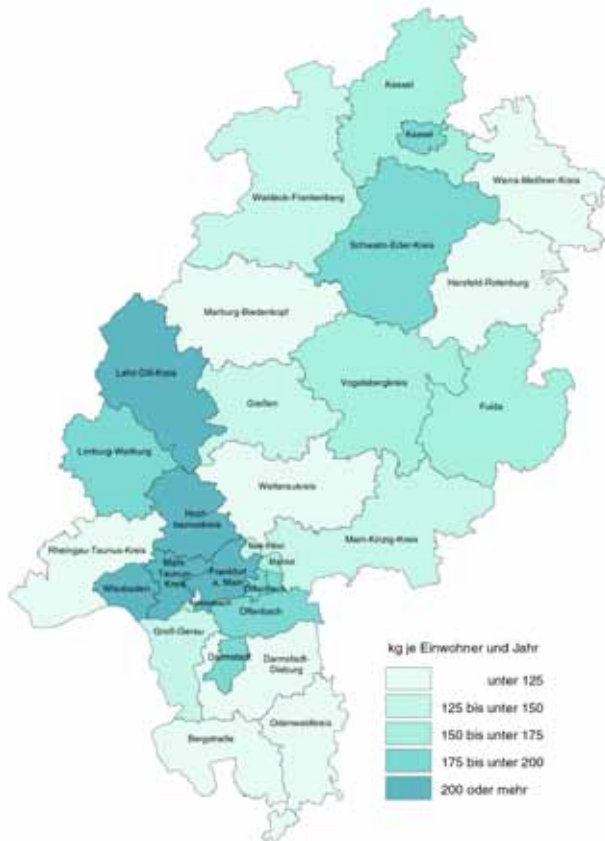 Kassel
Kassel
Werra-Meißner-Kreis
Waldeck-Frankenberg
Schwalm-Eder-Kreis
Hersfeld-Rotenburg
Marburg-Biedenkopf
Lahn-Dill-Kreis
Gießen
Vogelsbergkreis
Fulda
Limburg-Weilburg
Wetteraukreis
Hoch-
taunuskreis
Main-Kinzig-Kreis
Rheingau-Taunus-Kreis
Main-
Taunus-
Kreis
Frankfurt
a. Main
Wiesbaden
Offenbach
Offenbach
Groß-Gerau
Darmstadt
Darmstadt-
Dieburg
Odenwaldkreis
Bergstraße
kg je Einwohner und Jahr
unter 125
125 bis unter 150
150 bis unter 175
175 bis unter 200
200 oder mehr